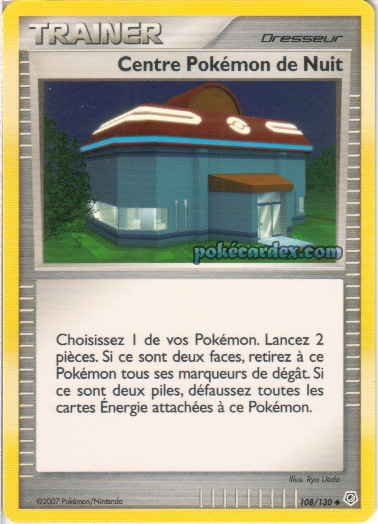 TRAINER
Dresseur
Centre Pokémon de Nuit
pokécardex.com
Choisissez 1 de vos Pokémon. Lancez 2
pièces. Si ce sont deux faces, retirez à ce
Pokémon tous ses marqueurs de dégât. Si
ce sont deux piles, défaussez toutes les
cartes Énergie attachées à ce Pokémon.
Illus. Ryo Ueda
©2007 Pokémon/Nintendo
108/130